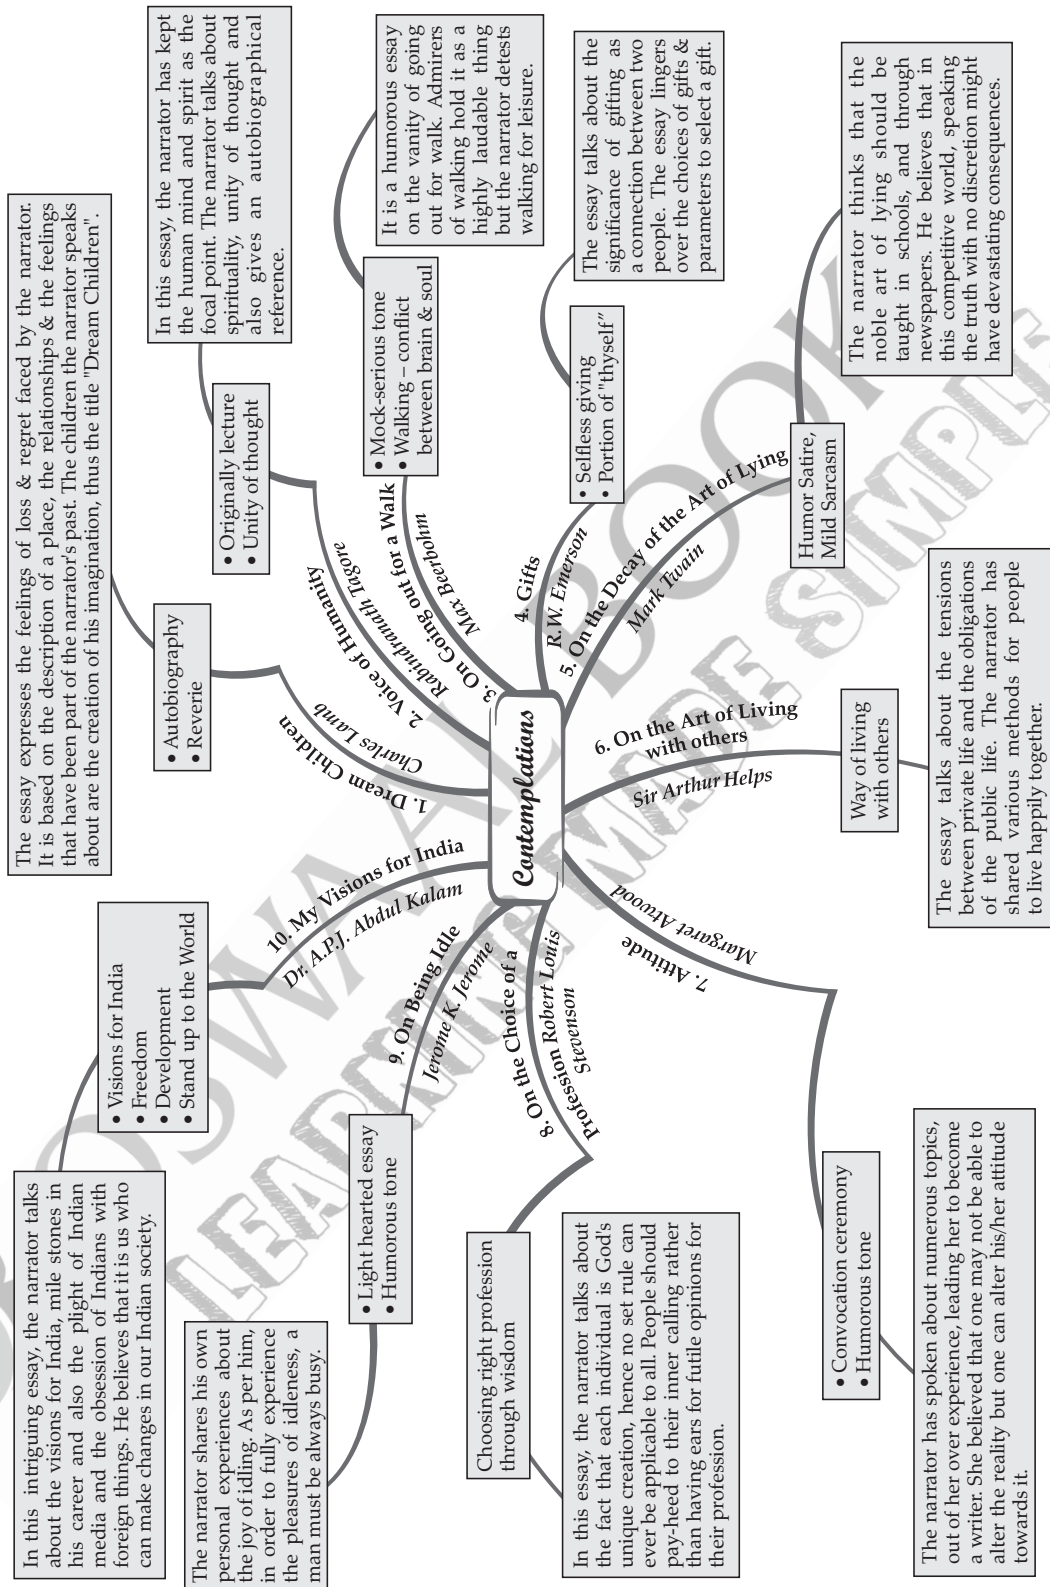 Contemplations
1. Dream Children
Charles Lamb
• Autobiography
• Reverie
The essay expresses the feelings of loss & regret faced by the narrator.
It is based on the description of a place, the relationships & the feelings
that have been part of the narrator's past. The children the narrator speaks
about are the creation of his imagination, thus the title "Dream Children".
2. Voice of Humanity
Rabindranath Tagore
• Originally lecture
• Unity of thought
In this essay, the narrator has kept
the human mind and spirit as the
focal point. The narrator talks about
spirituality, unity of thought and
also gives an autobiographical
reference.
3. On Going out for a Walk
Max Beerbohm
• Mock-serious tone
• Walking – conflict
between brain & soul
It is a humorous essay
on the vanity of going
out for walk. Admirers
of walking hold it as a
highly laudable thing
but the narrator detests
walking for leisure.
4. Gifts
R.W. Emerson
• Selfless giving
• Portion of "thyself"
The essay talks about the
significance of gifting as
a connection between two
people. The essay lingers
over the choices of gifts &
parameters to select a gift.
5. On the Decay of the Art of Lying
Mark Twain
Humor Satire,
Mild Sarcasm
The narrator thinks that the
noble art of lying should be
taught in schools, and through
newspapers. He believes that in
this competitive world, speaking
the truth with no discretion might
have devastating consequences.
6. On the Art of Living
with others
Sir Arthur Helps
Way of living
with others
The essay talks about the tensions
between private life and the obligations
of the public life. The narrator has
shared various methods for people
to live happily together.
7. Attitude
Margaret Atwood
• Convocation ceremony
• Humorous tone
The narrator has spoken about numerous topics,
out of her over experience, leading her to become
a writer. She believed that one may not be able to
alter the reality but one can alter his/her attitude
towards it.
8. On the Choice of a
Profession Robert Louis
Stevenson
Choosing right profession
through wisdom
In this essay, the narrator talks about
the fact that each individual is God's
unique creation, hence no set rule can
ever be applicable to all. People should
pay-heed to their inner calling rather
than having ears for futile opinions for
their profession.
9. On Being Idle
Jerome K. Jerome
• Light hearted essay
• Humorous tone
The narrator shares his own
personal experiences about
the joy of idling. As per him,
in order to fully experience
the pleasures of idleness, a
man must be always busy.
10. My Visions for India
Dr. A.P.J. Abdul Kalam
• Visions for India
• Freedom
• Development
• Stand up to the World
In this intriguing essay, the narrator talks
about the visions for India, mile stones in
his career and also the plight of Indian
media and the obsession of Indians with
foreign things. He believes that it is us who
can make changes in our Indian society.
OSWAAL BOOK
LEARNING MADE SIMPLE